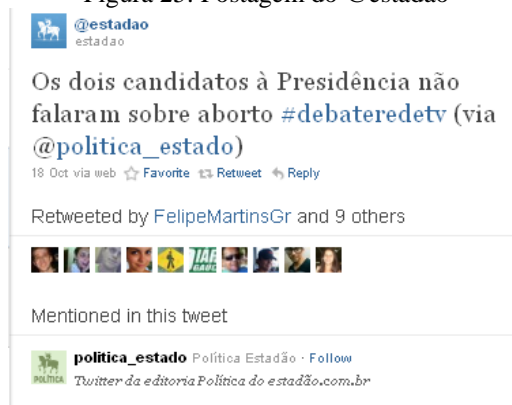 Figura 25: Postagem do @estadao
@estadao
estadao
Os dois candidatos à Presidência não
falaram sobre aborto #debateredetv (via
@politica_estado)
18 Oct via web Favorite Retweet Reply
Retweeted by FelipeMartinsGr and 9 others
Mentioned in this tweet
politica_estado Política Estadão · Follow
POLÍTICA Twitter da editoria Política do estadão.com.br